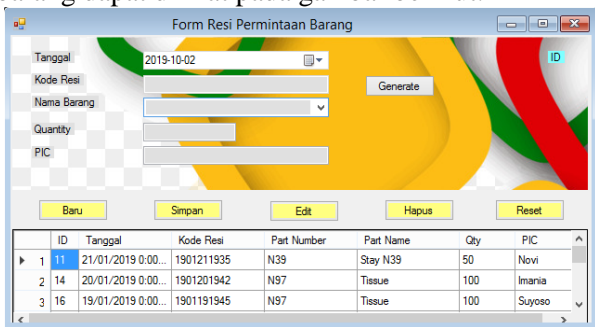 Form Resi Permintaan Barang
Tanggal 2019-10-02 ID
Kode Resi Generate
Nama Barang
Quantity
PIC
Baru Simpan Edit Hapus Reset
ID Tanggal Kode Resi Part Number Part Name Qty PIC
1 11 21/01/2019 0:00... 1901211935 N39 Stay N39 50 Novi
2 14 20/01/2019 0:00... 1901201942 N97 Tissue 100 Imania
3 16 19/01/2019 0:00... 1901191945 N97 Tissue 100 Suyoso